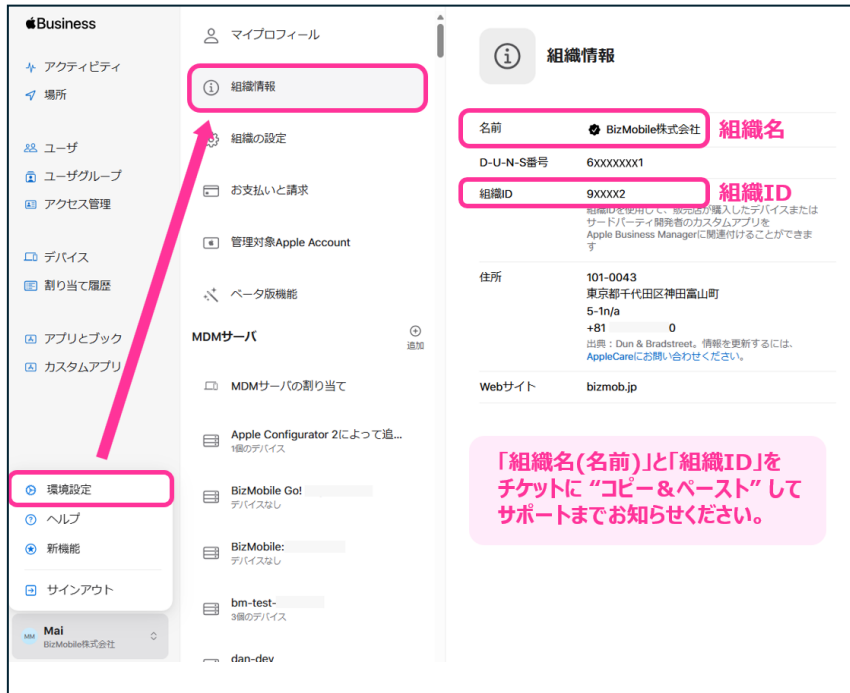 Business
アクティビティ
場所
ユーザ
ユーザグループ
アクセス管理
デバイス
割り当て履歴
アプリとブック
カスタムアプリ
環境設定
ヘルプ
新機能
サインアウト
MM
Mai
BizMobile株式会社
マイプロフィール
組織情報
組織の設定
お支払いと請求
管理対象Apple Account
ベータ版機能
MDMサーバ
追加
MDMサーバの割り当て
Apple Configurator 2によって追...
1個のデバイス
BizMobile Go!
デバイスなし
BizMobile:
デバイスなし
bm-test-
3個のデバイス
dan-dev
組織情報
名前 BizMobile株式会社 組織名
D-U-N-S番号 6XXXXXXX1
組織ID 9XXXX2 組織ID
組織IDを使用して、販売店が購入したデバイスまたは
サードパーティ開発者のカスタムアプリを
Apple Business Managerに関連付けることができま
す
住所 101-0043
東京都千代田区神田富山町
5-1n/a
+81 0
出典：Dun & Bradstreet。情報を更新するには、
AppleCareにお問い合わせください。
Webサイト bizmob.jp
「組織名(名前)」と「組織ID」を
チケットに “コピー＆ペースト” して
サポートまでお知らせください。